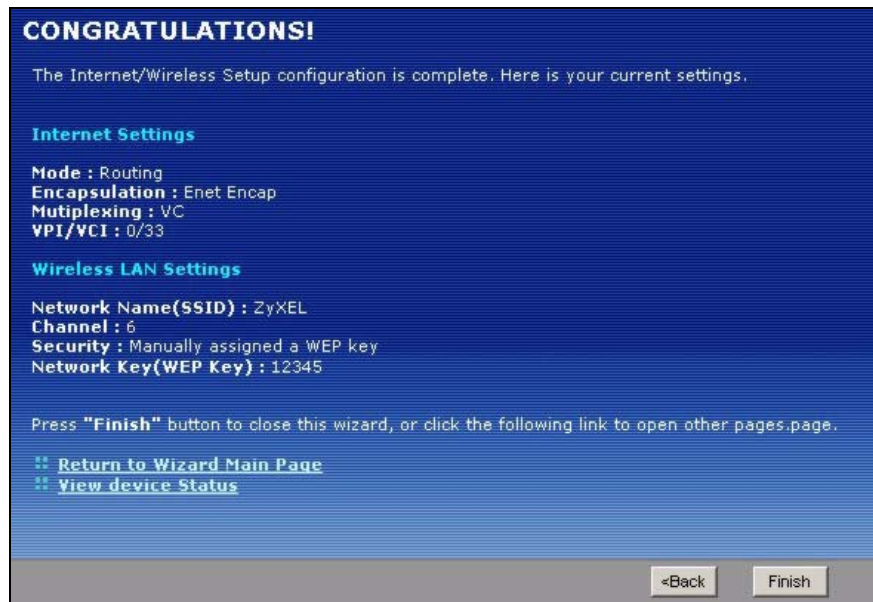 CONGRATULATIONS!
The Internet/Wireless Setup configuration is complete. Here is your current settings.
Internet Settings
Mode : Routing
Encapsulation : Enet Encap
Mutiplexing : VC
VPI/VCI : 0/33
Wireless LAN Settings
Network Name(SSID) : ZyXEL
Channel : 6
Security : Manually assigned a WEP key
Network Key(WEP Key) : 12345
Press "Finish" button to close this wizard, or click the following link to open other pages.page.
Return to Wizard Main Page
View device Status
<Back
Finish